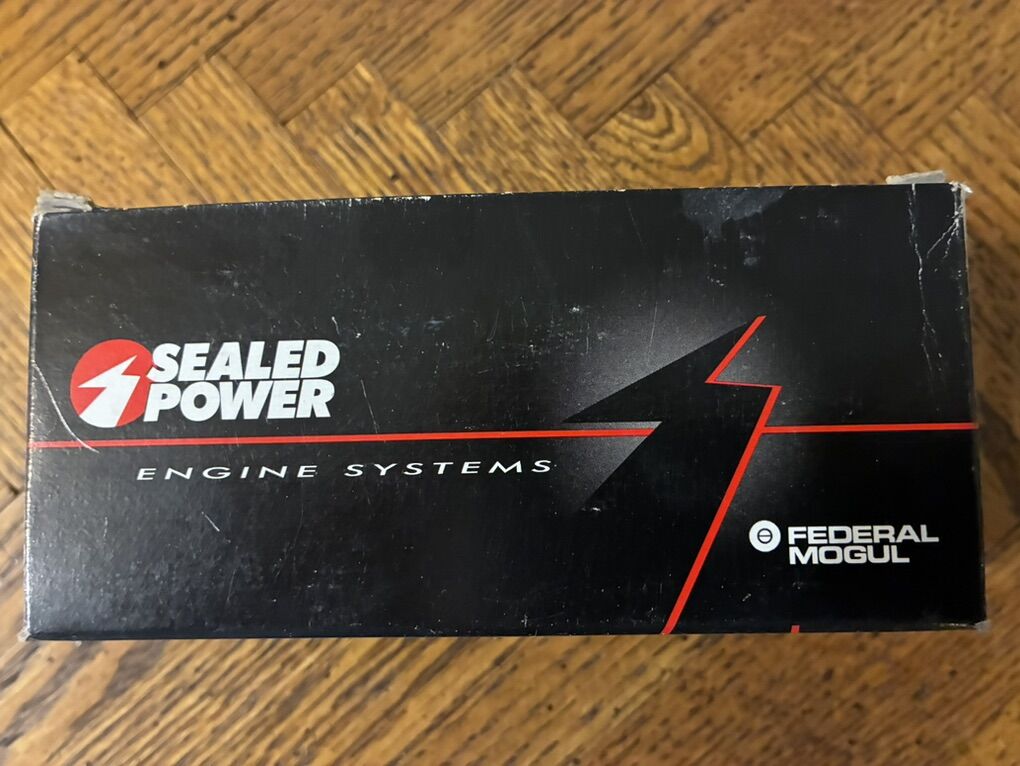 SEALED
POWER
ENGINE SYSTEMS
FEDERAL
MOGUL